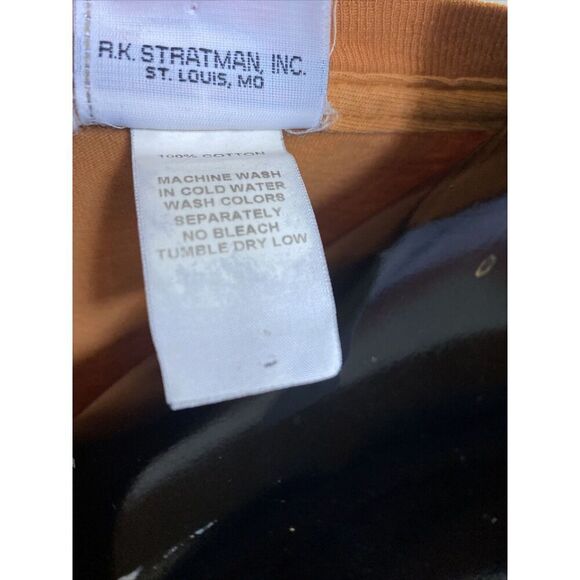 R.K. STRATMAN, INC.
ST. LOUIS, MO
100% COTTON
MACHINE WASH
IN COLD WATER
WASH COLORS
SEPARATELY
NO BLEACH
TUMBLE DRY LOW